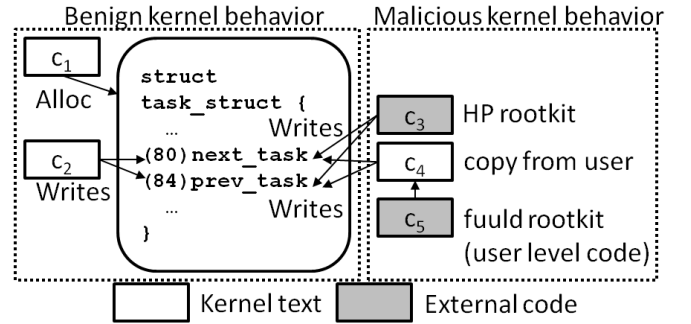 Benign kernel behavior
Malicious kernel behavior
c1
Alloc
struct
task_struct {
…
Writes
c3
HP rootkit
c2
Writes
(80)next_task
(84)prev_task
c4
copy from user
…
Writes
}
c5
fuuld rootkit
(user level code)
Kernel text
External code